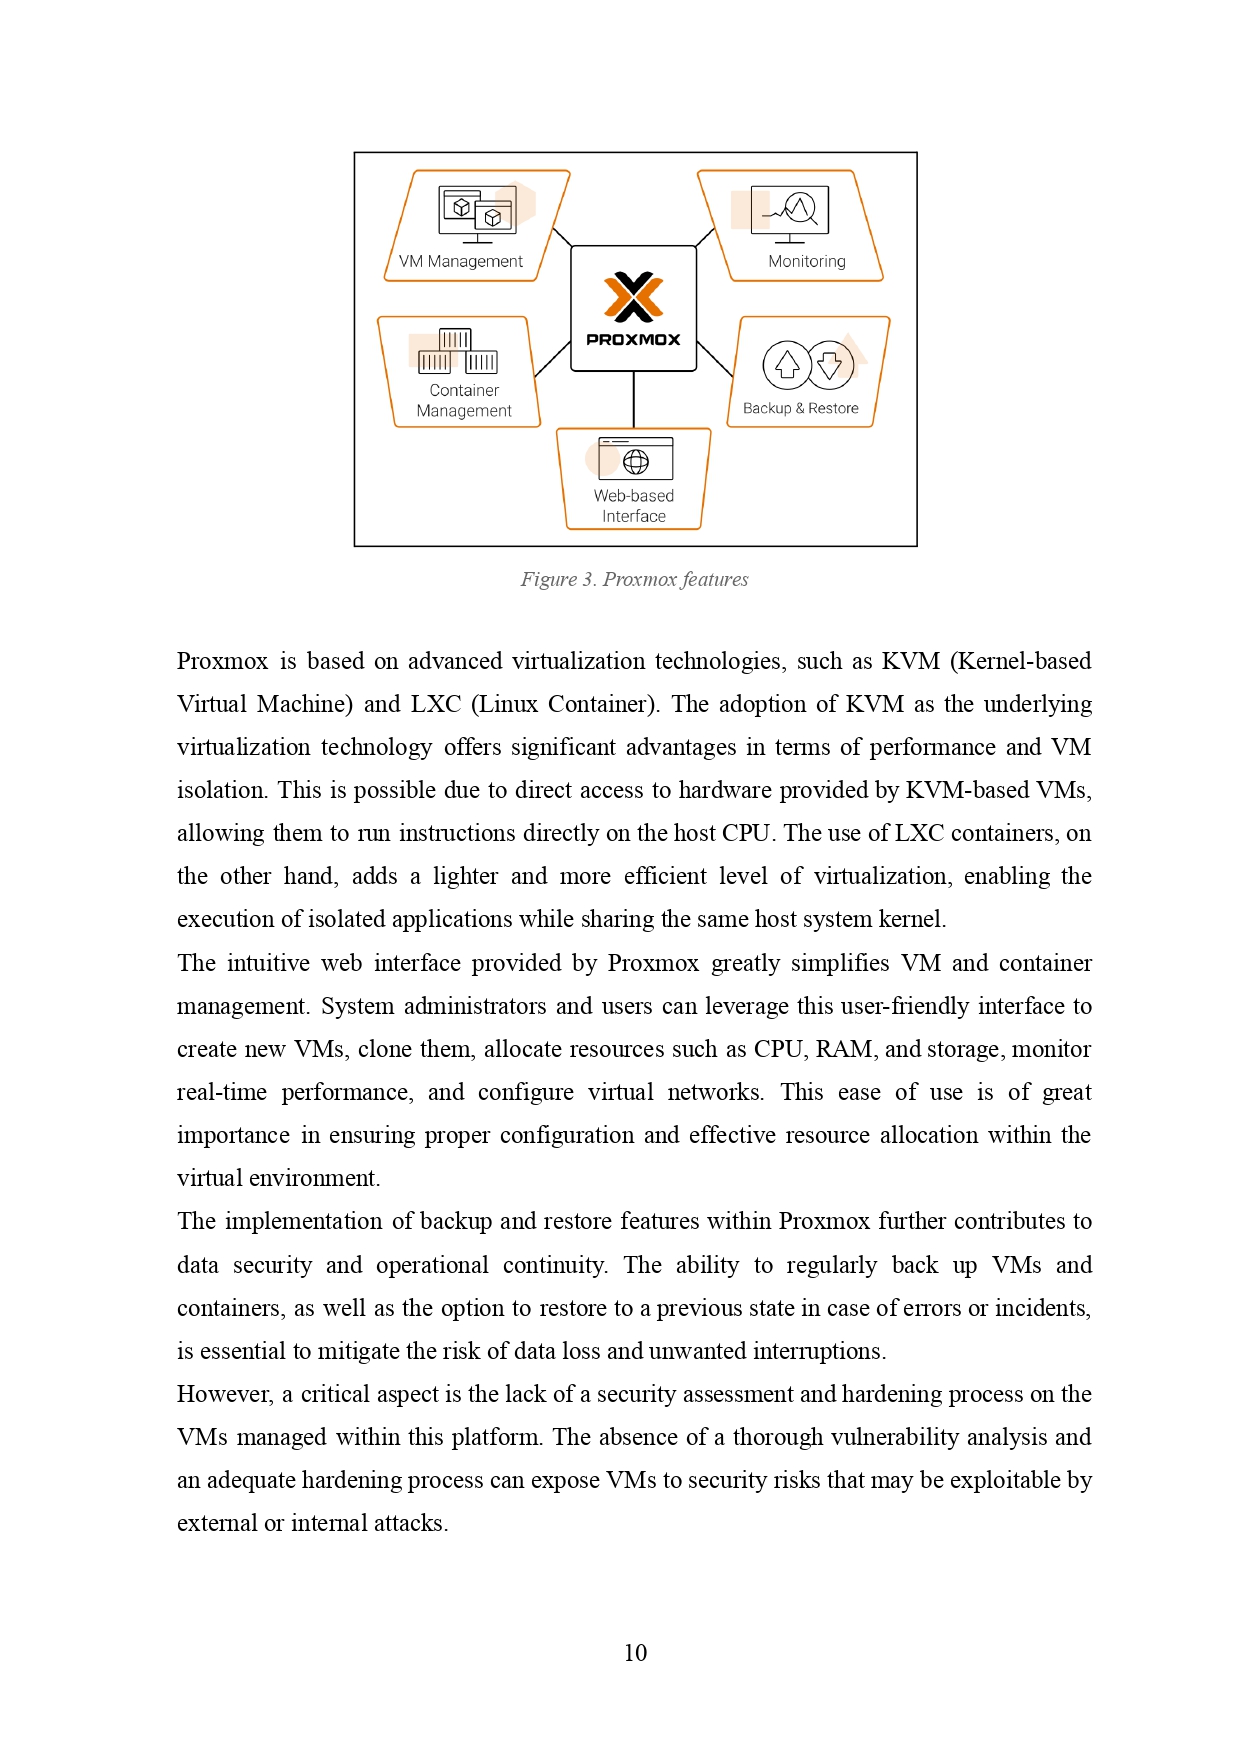 VM Management
Monitoring
PROXMOX
Container
Management
Backup & Restore
Web-based
Interface
Figure 3. Proxmox features
Proxmox is based on advanced virtualization technologies, such as KVM (Kernel-based
Virtual Machine) and LXC (Linux Container). The adoption of KVM as the underlying
virtualization technology offers significant advantages in terms of performance and VM
isolation. This is possible due to direct access to hardware provided by KVM-based VMs,
allowing them to run instructions directly on the host CPU. The use of LXC containers, on
the other hand, adds a lighter and more efficient level of virtualization, enabling the
execution of isolated applications while sharing the same host system kernel.
The intuitive web interface provided by Proxmox greatly simplifies VM and container
management. System administrators and users can leverage this user-friendly interface to
create new VMs, clone them, allocate resources such as CPU, RAM, and storage, monitor
real-time performance, and configure virtual networks. This ease of use is of great
importance in ensuring proper configuration and effective resource allocation within the
virtual environment.
The implementation of backup and restore features within Proxmox further contributes to
data security and operational continuity. The ability to regularly back up VMs and
containers, as well as the option to restore to a previous state in case of errors or incidents,
is essential to mitigate the risk of data loss and unwanted interruptions.
However, a critical aspect is the lack of a security assessment and hardening process on the
VMs managed within this platform. The absence of a thorough vulnerability analysis and
an adequate hardening process can expose VMs to security risks that may be exploitable by
external or internal attacks.
10